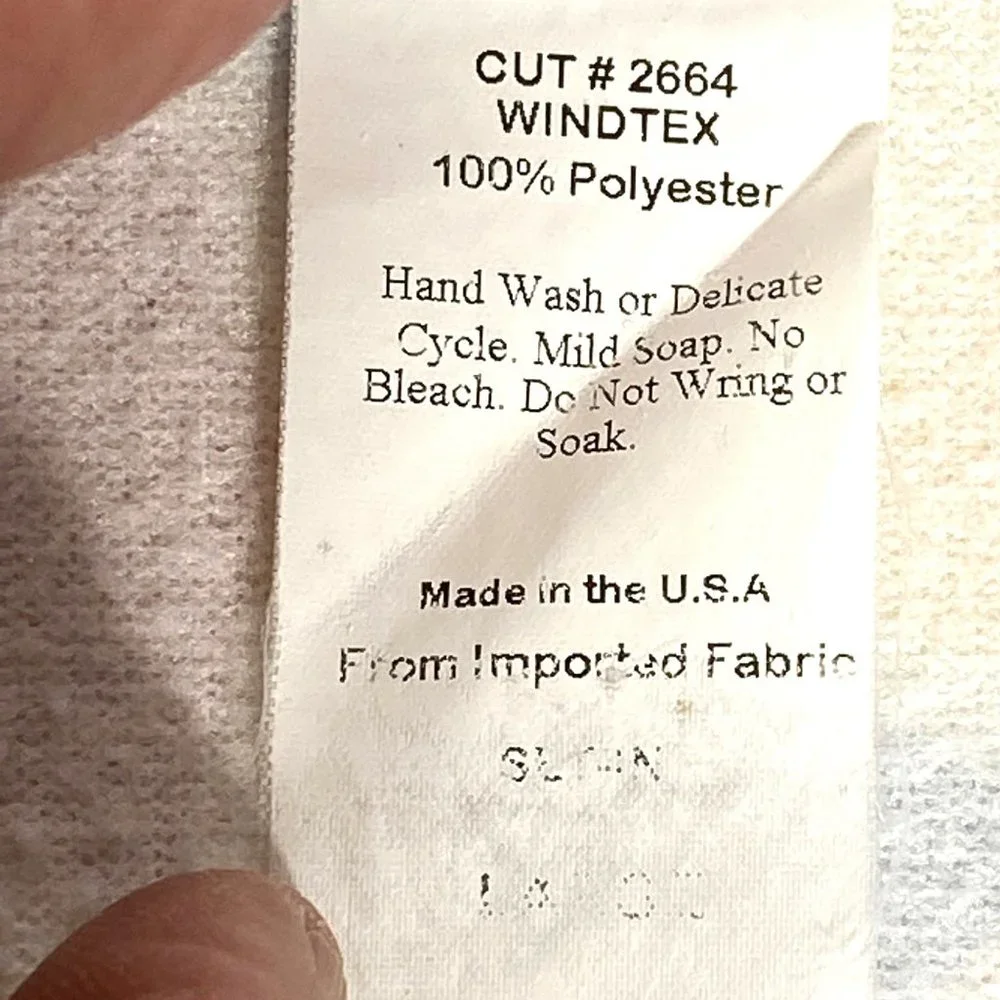 CUT # 2664
WINDTEX
100% Polyester
Hand Wash or Delicate
Cycle. Mild Soap. No
Bleach. Do Not Wring or
Soak.
Made in the U.S.A
From Imported Fabric